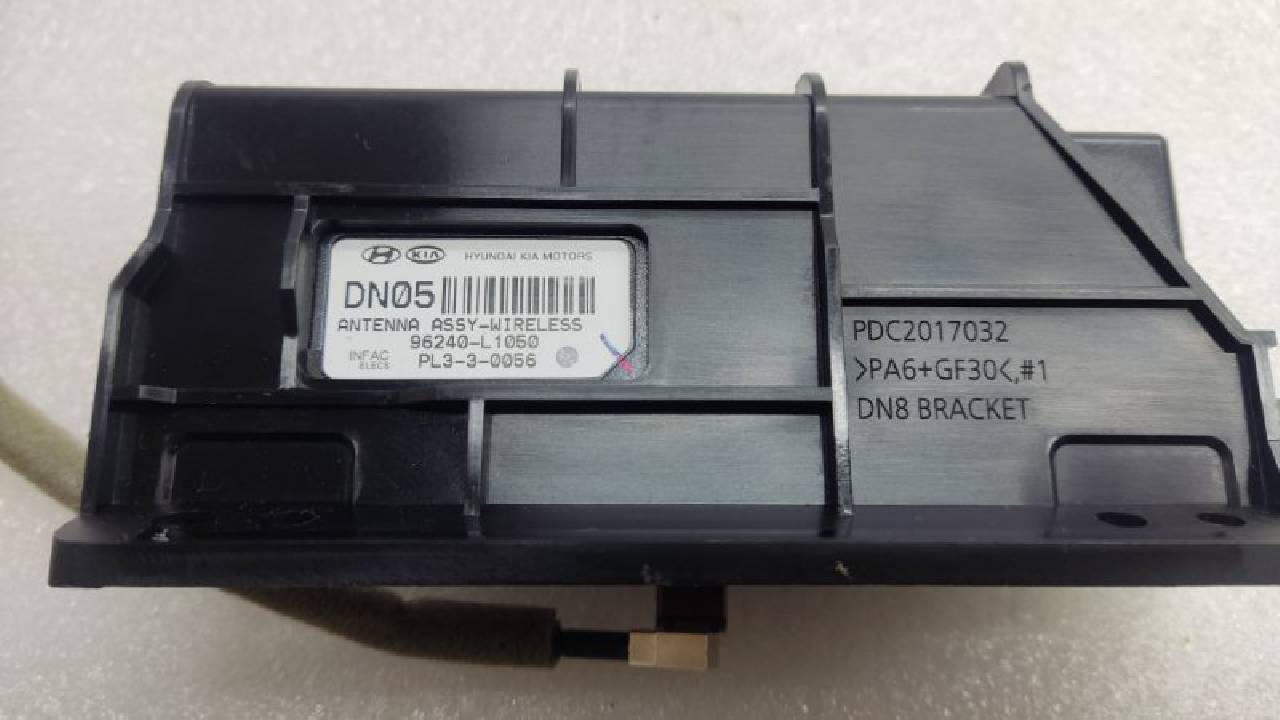 KIA HYUNDAI KIA MOTORS
DN05
ANTENNA ASSY-WIRELESS
96240-L1050
INFAC ELECS PL3-3-0056
PDC2017032
>PA6+GF30<,#1
DN8 BRACKET